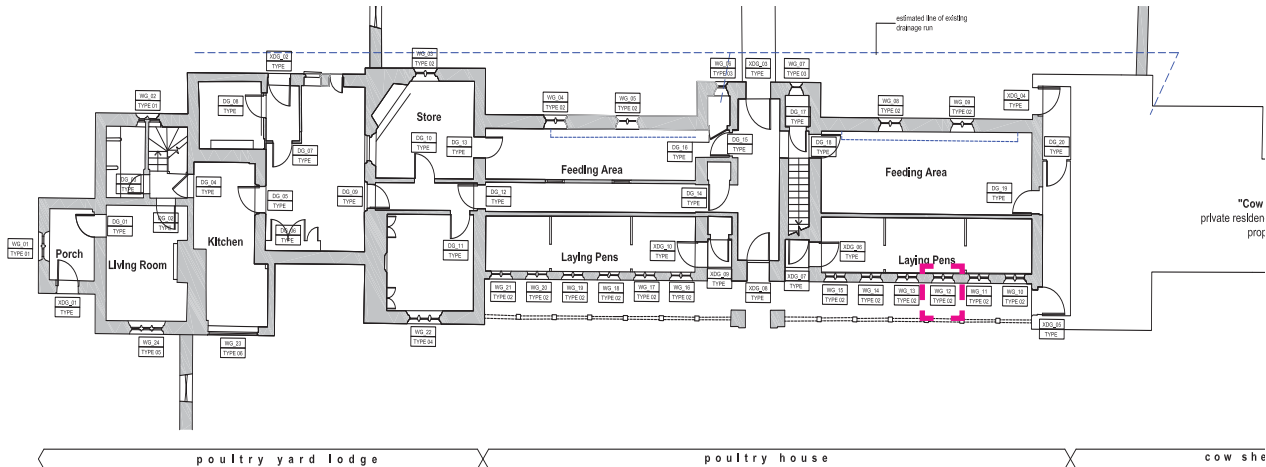 estimated line of existing
drainage run
XDG_02
TYPE
WG_03
TYPE 02
XDG_03
TYPE
WG_07
TYPE 03
TYPE 03
WG_02
TYPE 01
DG_08
TYPE
Store
WG_04
TYPE 02
WG_05
TYPE 02
DG_17
TYPE
WG_08
TYPE 02
WG_09
TYPE 02
XDG_04
TYPE
DG_07
TYPE
DG_10
TYPE
DG_13
TYPE
DG_16
TYPE
DG_15
TYPE
DG_18
TYPE
DG_20
TYPE
Feeding Area
Feeding Area
TYPE
DG_04
TYPE
DG_05
TYPE
DG_09
TYPE
DG_12
TYPE
DG_14
TYPE
DG_19
TYPE
"Cow
private residen
prop
DG_01
TYPE
DG_02
TYPE
DG_06
TYPE
Kitchen
DG_11
TYPE
XDG_10
TYPE
XDG_06
TYPE
WG_01
TYPE 01
Porch
Living Room
Laying Pens
Laying Pens
XDG_09
TYPE
XDG_07
TYPE
XDG_01
TYPE
WG_21
TYPE 02
WG_20
TYPE 02
WG_19
TYPE 02
WG_18
TYPE 02
WG_17
TYPE 02
WG_16
TYPE 02
XDG_08
TYPE
WG_15
TYPE 02
WG_14
TYPE 02
WG_13
TYPE 02
WG_12
TYPE 02
WG_11
TYPE 02
WG_10
TYPE 02
XDG_05
TYPE
WG_24
TYPE 05
WG_23
TYPE 06
WG_22
TYPE 04
poultry yard lodge
poultry house
cow she